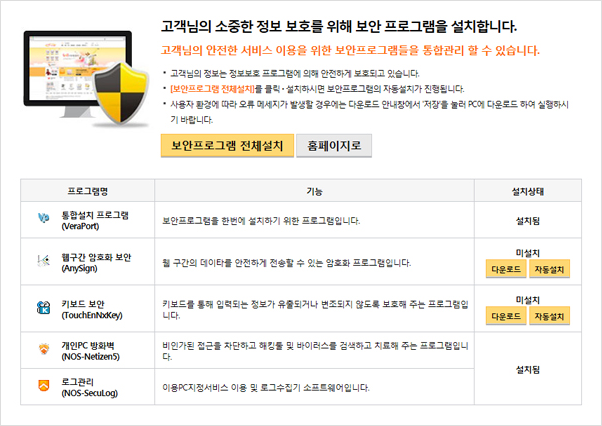 고객님의 소중한 정보 보호를 위해 보안 프로그램을 설치합니다.
고객님의 안전한 서비스 이용을 위한 보안프로그램들을 통합관리 할 수 있습니다.
• 고객님의 정보는 정보보호 프로그램에 의해 안전하게 보호되고 있습니다.
• [보안프로그램 전체설치]를 클릭 - 설치하시면 보안프로그램의 자동설치가 진행됩니다.
• 사용자 환경에 따라 오류 메세지가 발생할 경우에는 다운로드 안내창에서 '저장'을 눌러 PC에 다운로드 하여 실행하시
기 바랍니다.
보안프로그램 전체설치 홈페이지로
프로그램명 기능 설치상태
통합설치 프로그램
(VeraPort)
보안프로그램을 한번에 설치하기 위한 프로그램입니다.
설치됨
웹구간 암호화 보안
(AnySign)
웹 구간의 데이타를 안전하게 전송할 수 있는 암호화 프로그램입니다.
미설치
다운로드 자동설치
키보드 보안
(TouchEnNxKey)
키보드를 통해 입력되는 정보가 유출되거나 변조되지 않도록 보호해 주는 프로그램입
니다.
미설치
다운로드 자동설치
개인PC 방화벽
(NOS-Netizen5)
비인가된 접근을 차단하고 해킹툴 및 바이러스를 검색하고 치료해 주는 프로그램입니
다.
설치됨
로그관리
(NOS-SecuLog)
이용PC지정서비스 이용 및 로그수집기 소프트웨어입니다.